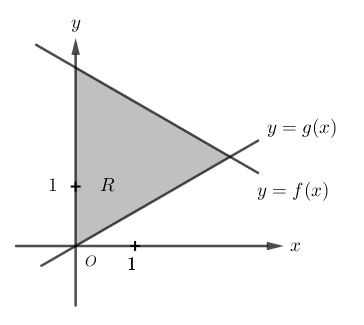 y
y = g(x)
1
R
y = f(x)
x
O
1